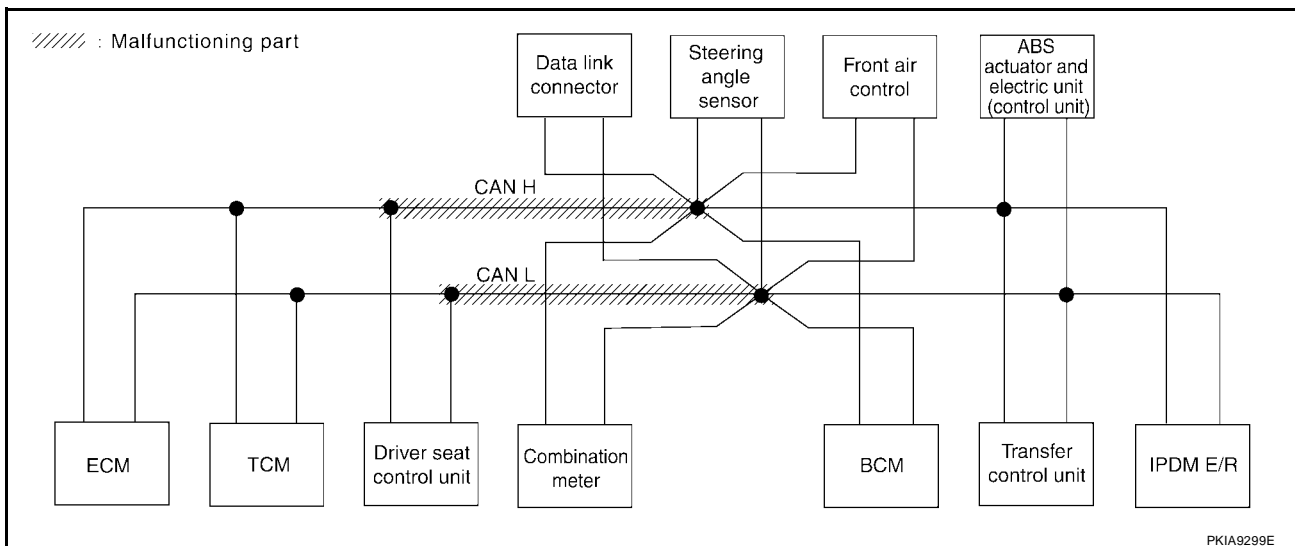 : Malfunctioning part
Data link
connector
Steering
angle
sensor
Front air
control
ABS
actuator and
electric unit
(control unit)
CAN H
CAN L
ECM
TCM
Driver seat
control unit
Combination
meter
BCM
Transfer
control unit
IPDM E/R
PKIA9299E